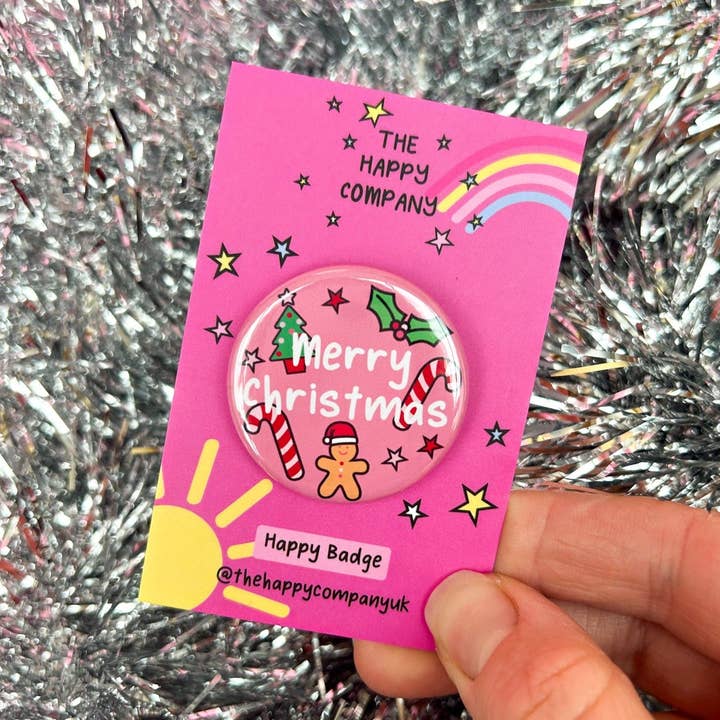 THE
HAPPY
COMPANY
Merry
Christmas
Happy Badge
@thehappycompanyuk